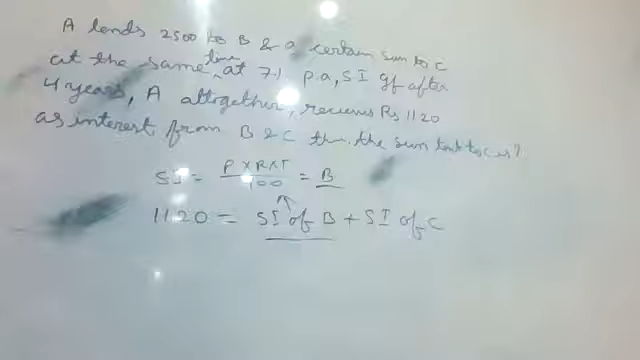 A lends 2500 to B & a certain sum to C
at the same time at 7% p.a, SI If after
4 years, A altogether, receives Rs 1120
as interest from B & C then the sum lent to C is?
SI = P X R X T / 100 = B
1120 = SI of B + SI of C